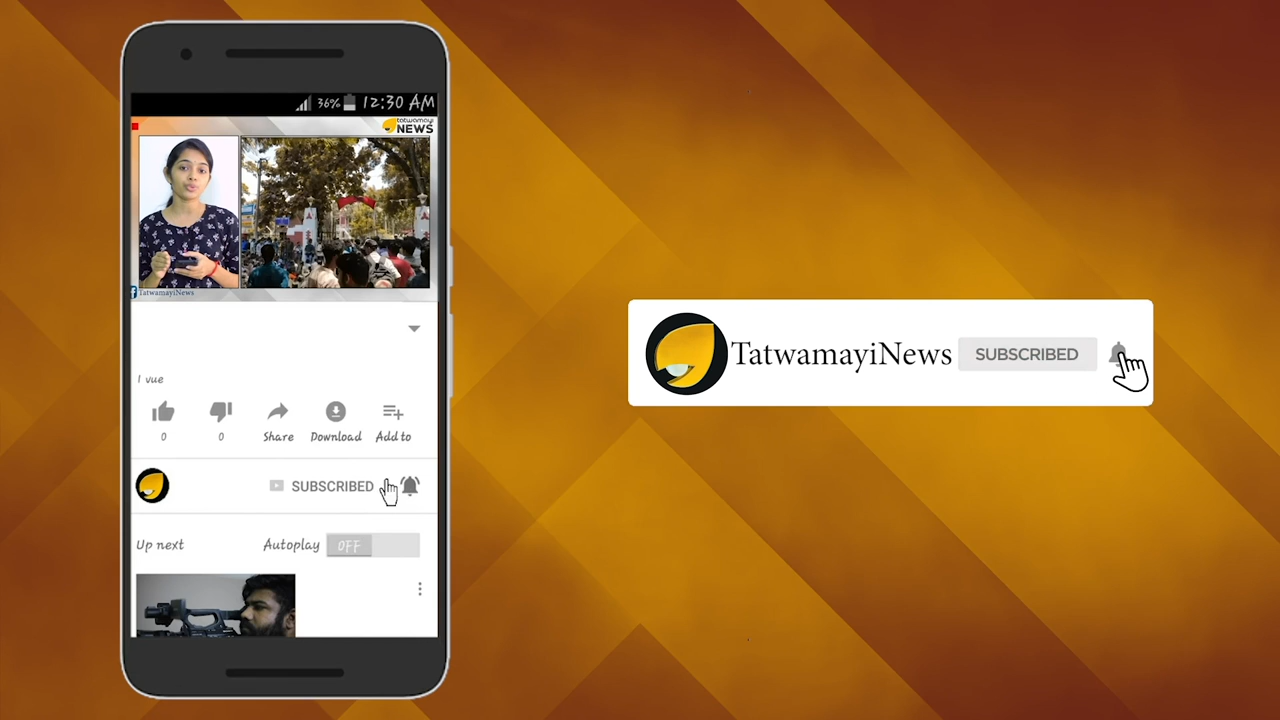 36%
12:30 AM
tatwamayi
NEWS
TatwamayiNews
1 vue
0
0
Share
Download
Add to
SUBSCRIBED
Up next
Autoplay
OFF
TatwamayiNews
SUBSCRIBED